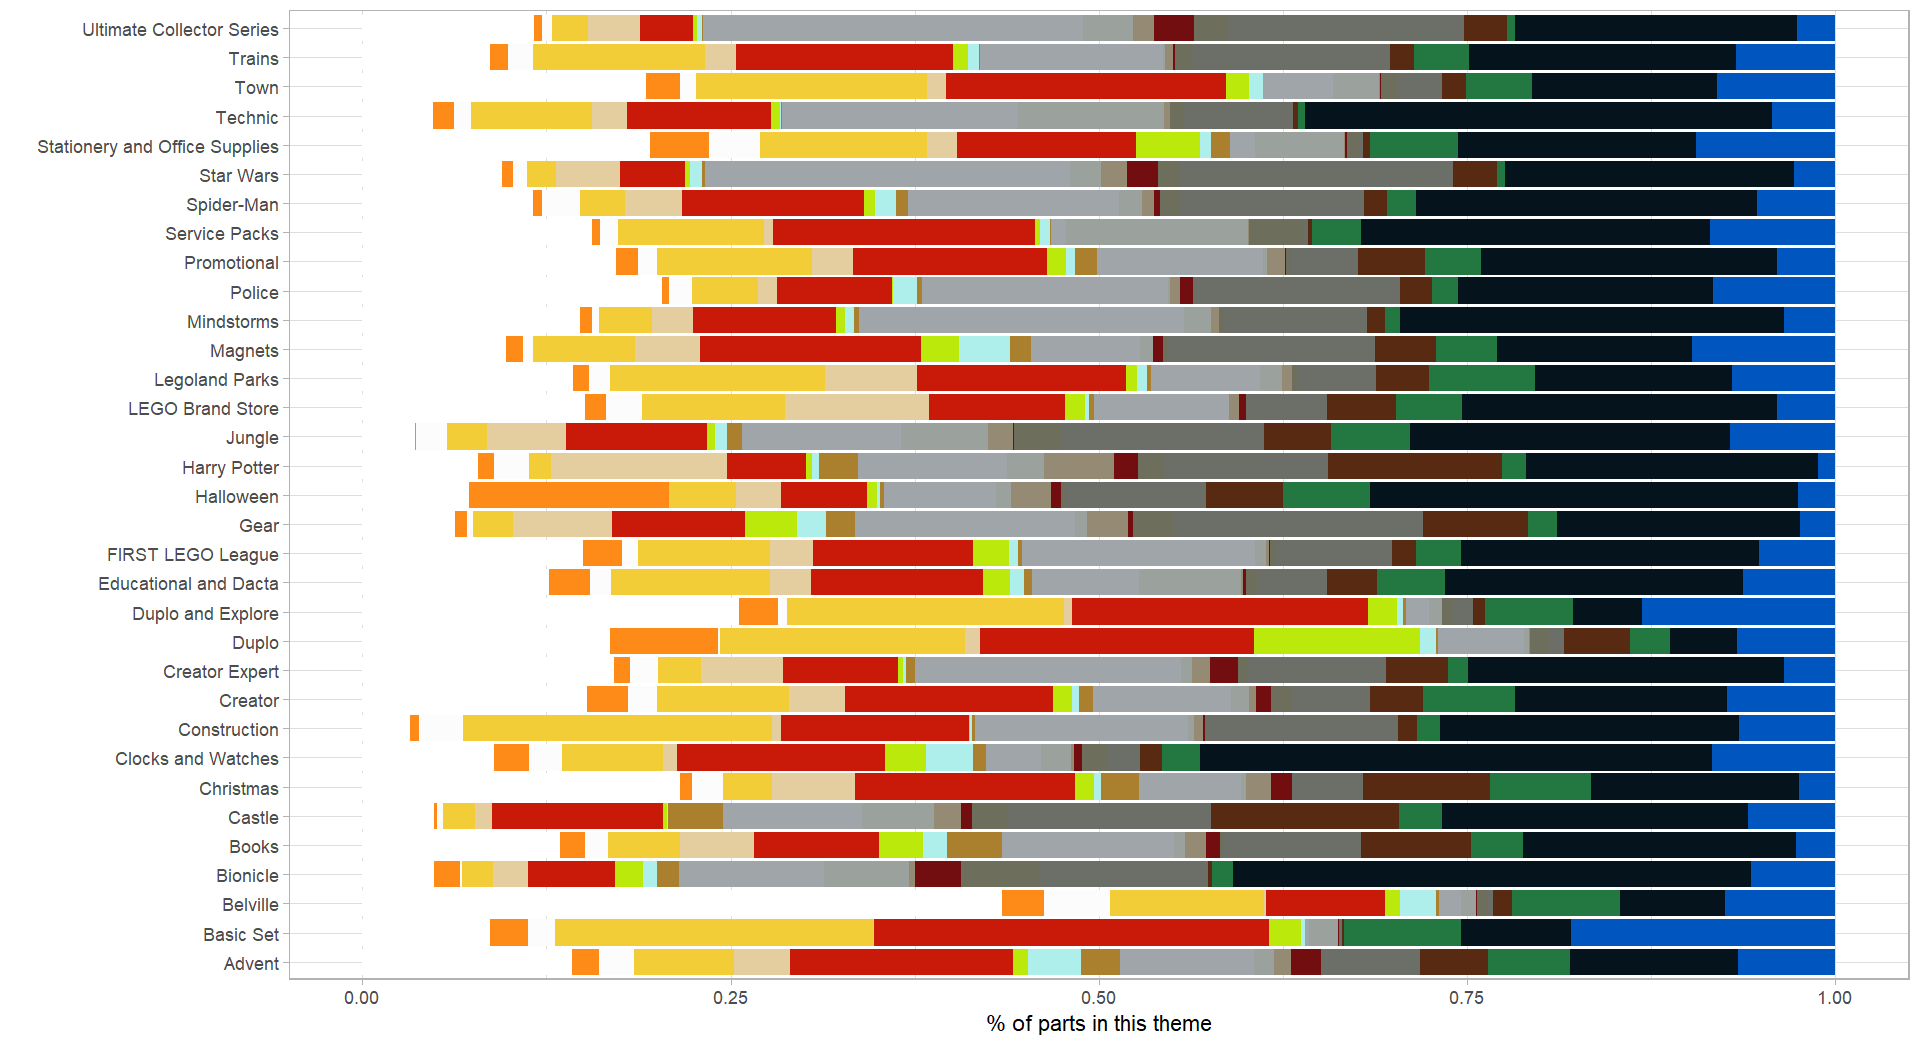 Ultimate Collector Series
Trains
Town
Technic
Stationery and Office Supplies
Star Wars
Spider-Man
Service Packs
Promotional
Police
Mindstorms
Magnets
Legoland Parks
LEGO Brand Store
Jungle
Harry Potter
Halloween
Gear
FIRST LEGO League
Educational and Dacta
Duplo and Explore
Duplo
Creator Expert
Creator
Construction
Clocks and Watches
Christmas
Castle
Books
Bionicle
Belville
Basic Set
Advent
0.00 0.25 0.50 0.75 1.00
% of parts in this theme